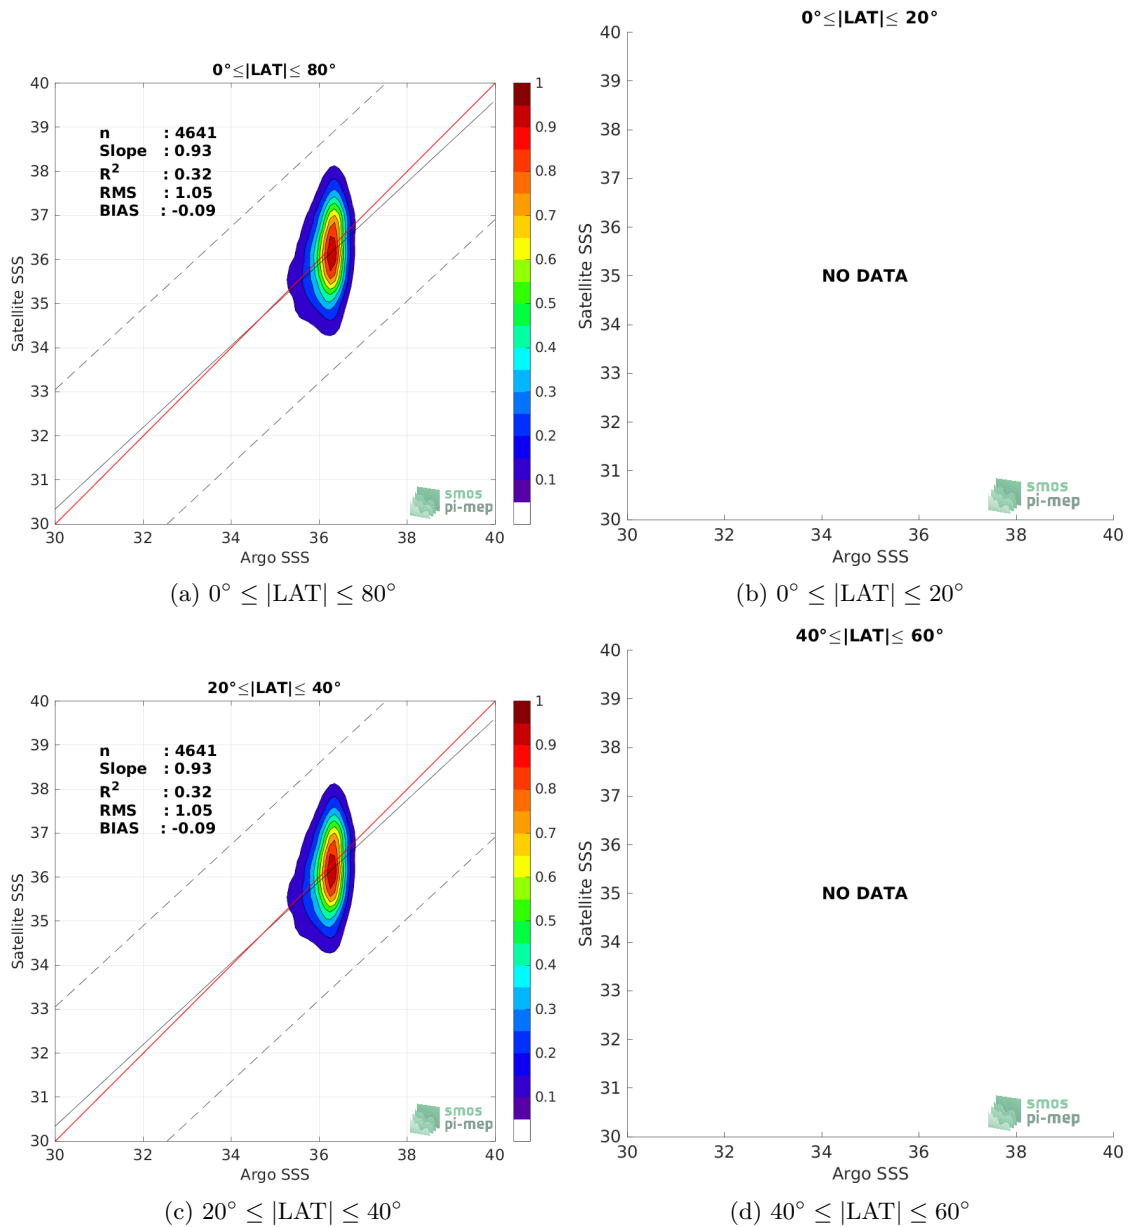 0°≤|LAT|≤ 80°
40
39
38
37
36
35
34
33
32
31
30
Satellite SSS
n : 4641
Slope : 0.93
R² : 0.32
RMS : 1.05
BIAS : -0.09
smos
pi-mep
30 32 34 36 38 40
Argo SSS
1
0.9
0.8
0.7
0.6
0.5
0.4
0.3
0.2
0.1
(a) 0° ≤ |LAT| ≤ 80°
0°≤|LAT|≤ 20°
40
39
38
37
36
35
34
33
32
31
30
Satellite SSS
NO DATA
smos
pi-mep
30 32 34 36 38 40
Argo SSS
(b) 0° ≤ |LAT| ≤ 20°
20°≤|LAT|≤ 40°
40
39
38
37
36
35
34
33
32
31
30
Satellite SSS
n : 4641
Slope : 0.93
R² : 0.32
RMS : 1.05
BIAS : -0.09
smos
pi-mep
30 32 34 36 38 40
Argo SSS
1
0.9
0.8
0.7
0.6
0.5
0.4
0.3
0.2
0.1
(c) 20° ≤ |LAT| ≤ 40°
40°≤|LAT|≤ 60°
40
39
38
37
36
35
34
33
32
31
30
Satellite SSS
NO DATA
smos
pi-mep
30 32 34 36 38 40
Argo SSS
(d) 40° ≤ |LAT| ≤ 60°